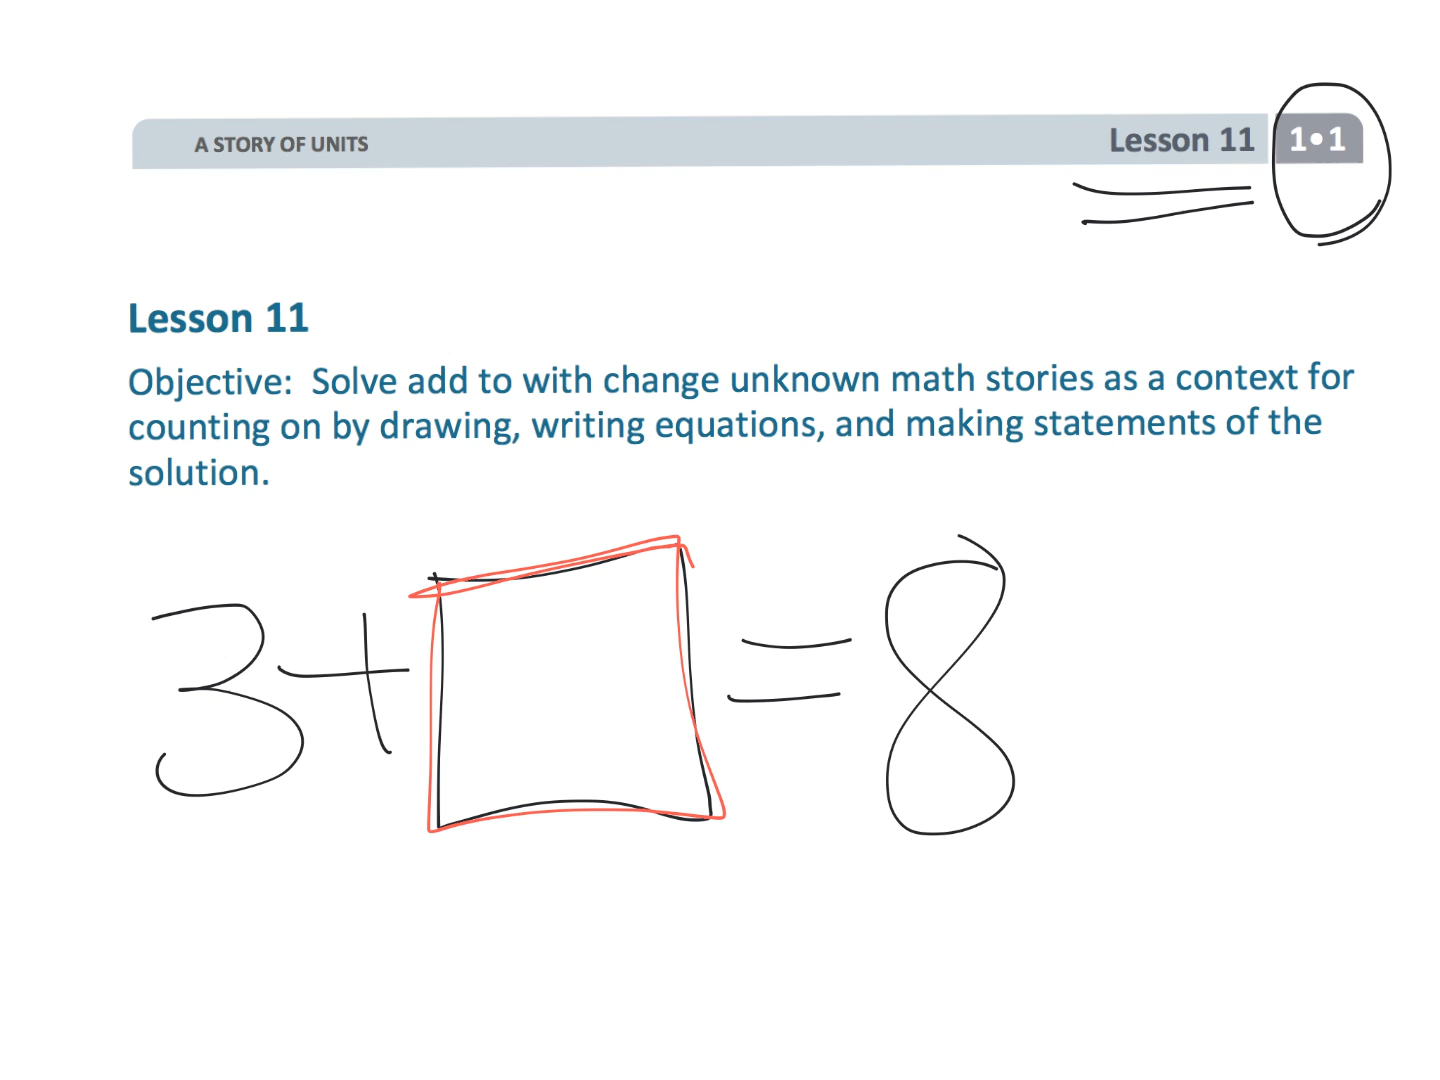 A STORY OF UNITS
Lesson 11
1•1
Lesson 11
Objective: Solve add to with change unknown math stories as a context for
counting on by drawing, writing equations, and making statements of the
solution.
3 + □ = 8